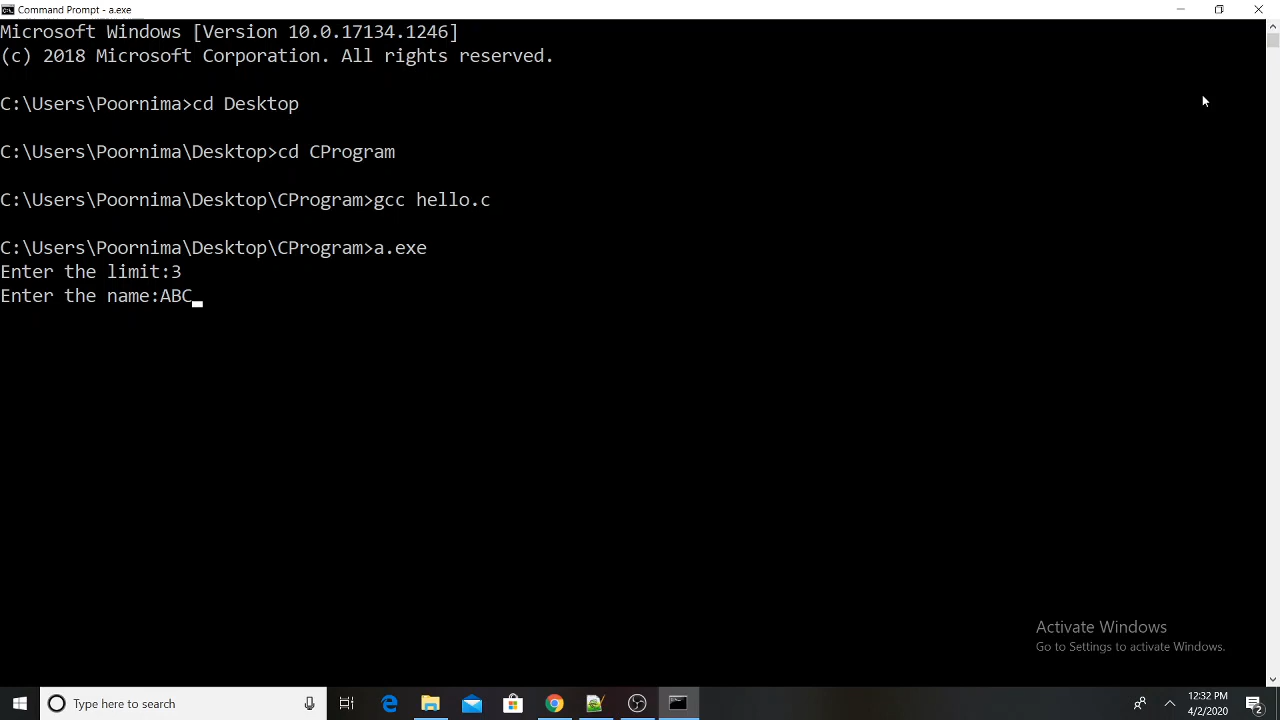 Command Prompt - a.exe
Microsoft Windows [Version 10.0.17134.1246]
(c) 2018 Microsoft Corporation. All rights reserved.
C:\Users\Poornima>cd Desktop
C:\Users\Poornima\Desktop>cd CProgram
C:\Users\Poornima\Desktop\CProgram>gcc hello.c
C:\Users\Poornima\Desktop\CProgram>a.exe
Enter the limit:3
Enter the name:ABC
Activate Windows
Go to Settings to activate Windows.
Type here to search
12:32 PM
4/2/2020
2